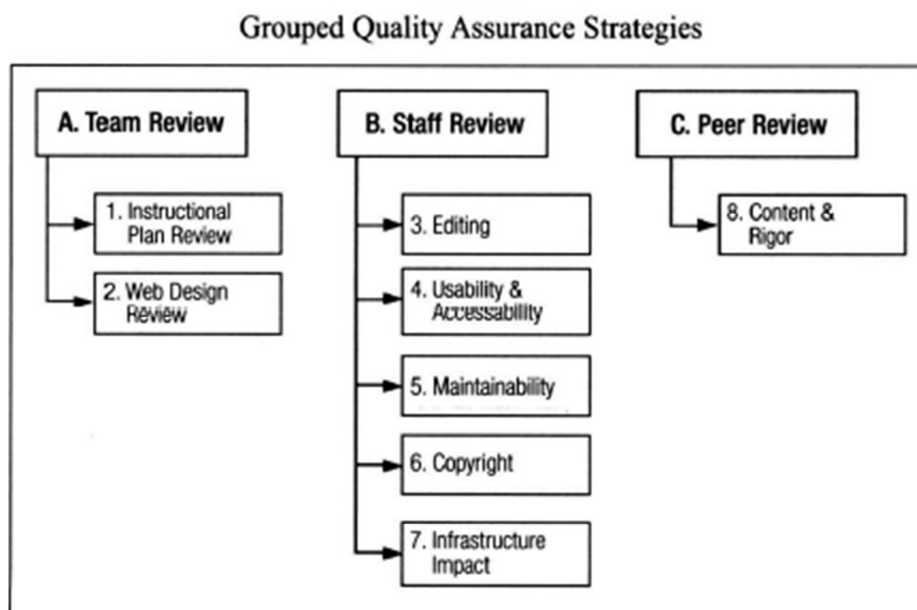 Grouped Quality Assurance Strategies
A. Team Review
1. Instructional
Plan Review
2. Web Design
Review
B. Staff Review
3. Editing
4. Usability &
Accessability
5. Maintainability
6. Copyright
7. Infrastructure
Impact
C. Peer Review
8. Content &
Rigor